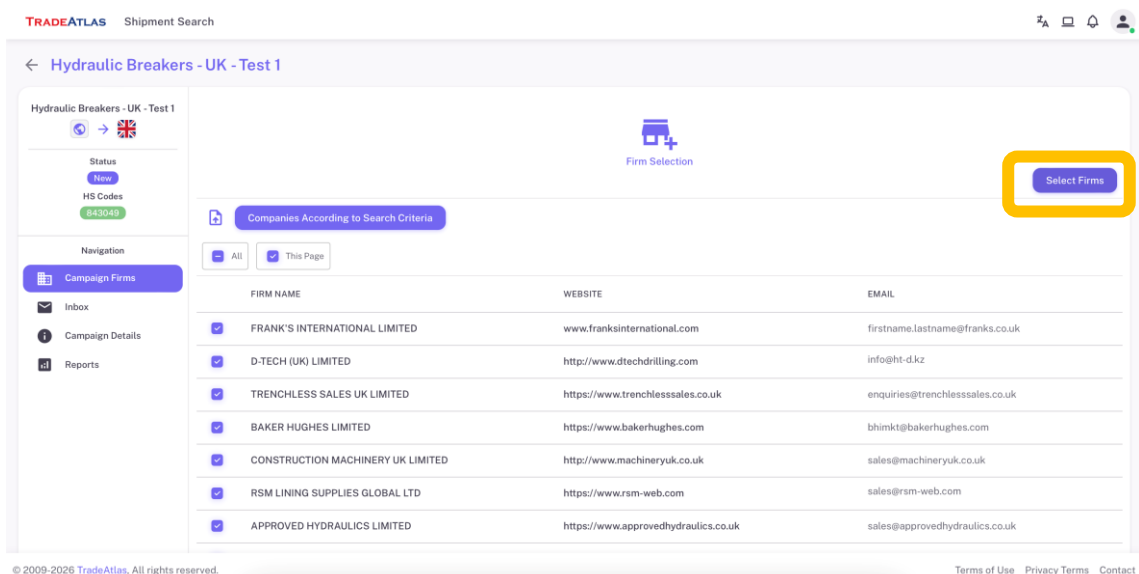 TRADEATLAS Shipment Search
Hydraulic Breakers - UK - Test 1
Hydraulic Breakers - UK - Test 1
Status
New
HS Codes
843049
Navigation
Campaign Firms
Inbox
Campaign Details
Reports
Firm Selection
Select Firms
Companies According to Search Criteria
All This Page
FIRM NAME WEBSITE EMAIL
FRANK'S INTERNATIONAL LIMITED www.franksinternational.com firstname.lastname@franks.co.uk
D-TECH (UK) LIMITED http://www.dtechdrilling.com info@ht-d.kz
TRENCHLESS SALES UK LIMITED https://www.trenchlesssales.co.uk enquiries@trenchlesssales.co.uk
BAKER HUGHES LIMITED https://www.bakerhughes.com bhimkt@bakerhughes.com
CONSTRUCTION MACHINERY UK LIMITED http://www.machineryuk.co.uk sales@machineryuk.co.uk
RSM LINING SUPPLIES GLOBAL LTD https://www.rsm-web.com sales@rsm-web.com
APPROVED HYDRAULICS LIMITED https://www.approvedhydraulics.co.uk sales@approvedhydraulics.co.uk
© 2009-2026 TradeAtlas, All rights reserved. Terms of Use Privacy Terms Contact